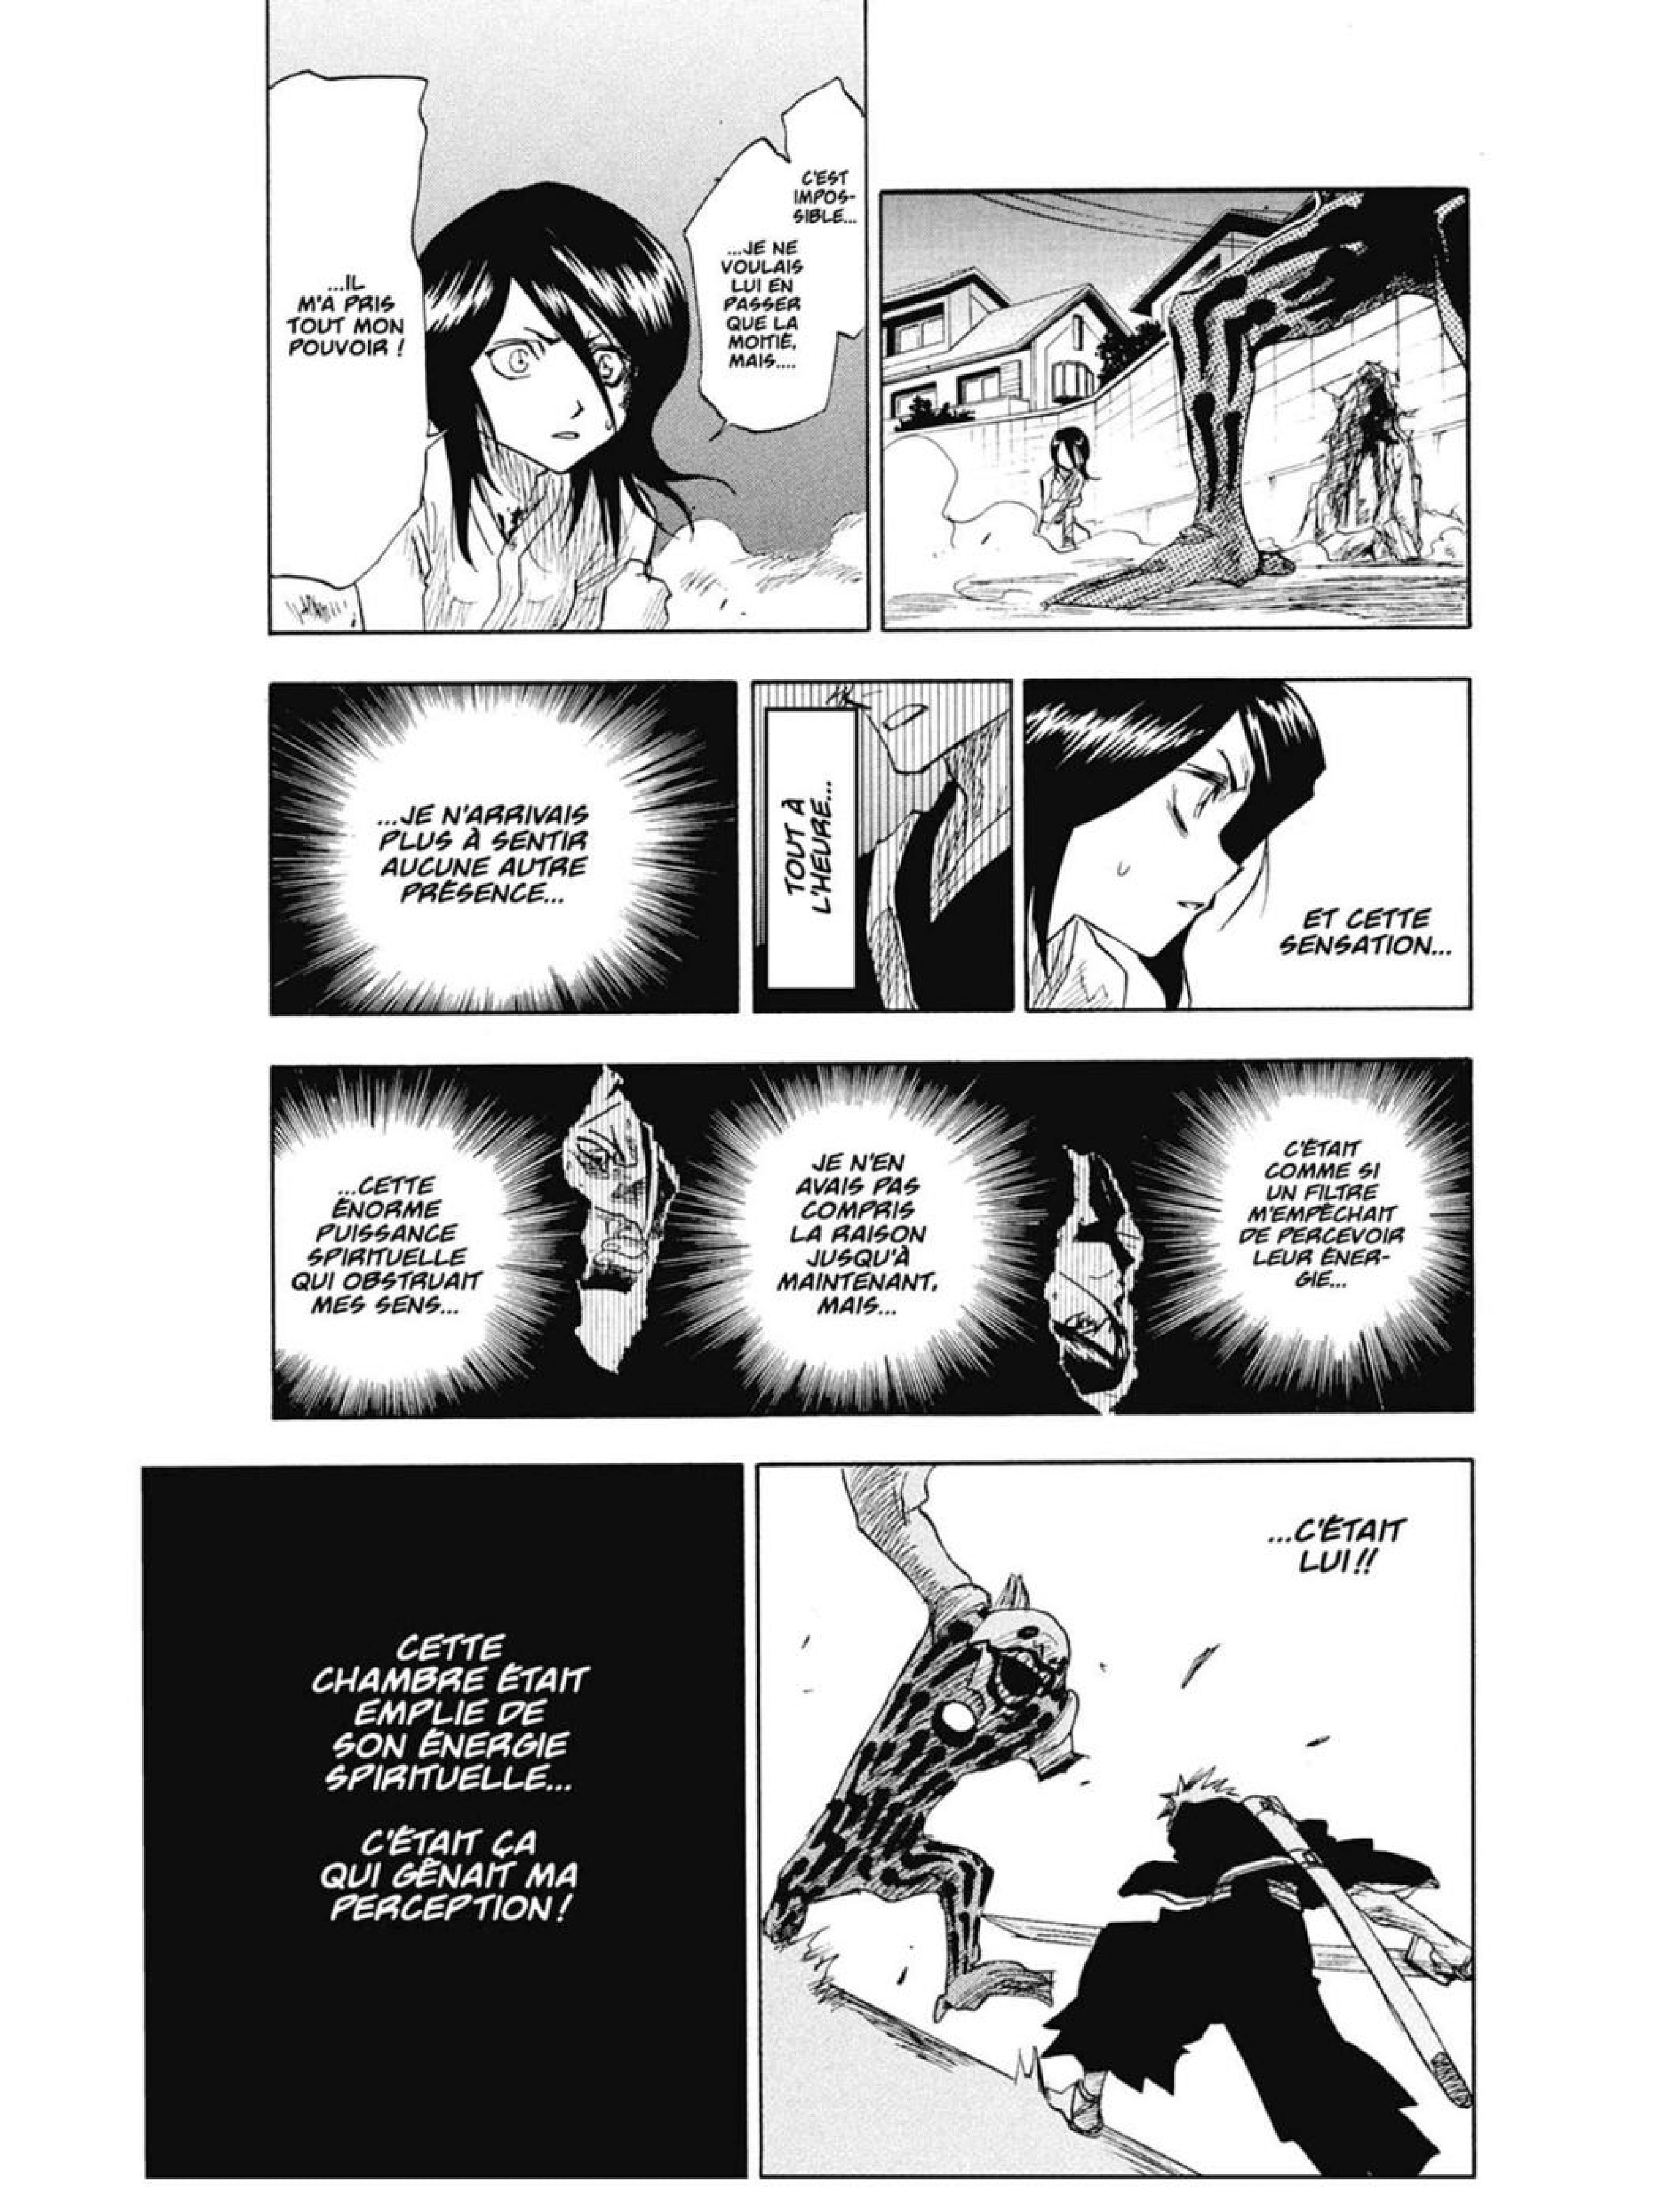 C'EST
IMPOS-
SIBLE...
...JE NE
VOULAIS
LUI EN
PASSER
QUE LA
MOITIÉ,
MAIS....
...IL
M'A PRIS
TOUT MON
POUVOIR !
ET CETTE
SENSATION...
TOUT À
L'HEURE...
...JE N'ARRIVAIS
PLUS À SENTIR
AUCUNE AUTRE
PRÉSENCE...
C'ÉTAIT
COMME SI
UN FILTRE
M'EMPÊCHAIT
DE PERCEVOIR
LEUR ÉNER-
GIE...
JE N'EN
AVAIS PAS
COMPRIS
LA RAISON
JUSQU'À
MAINTENANT,
MAIS...
...CETTE
ÉNORME
PUISSANCE
SPIRITUELLE
QUI OBSTRUAIT
MES SENS...
...C'ÉTAIT
LUI !!
CETTE
CHAMBRE ÉTAIT
EMPLIE DE
SON ÉNERGIE
SPIRITUELLE...
C'ÉTAIT ÇA
QUI GÊNAIT MA
PERCEPTION !